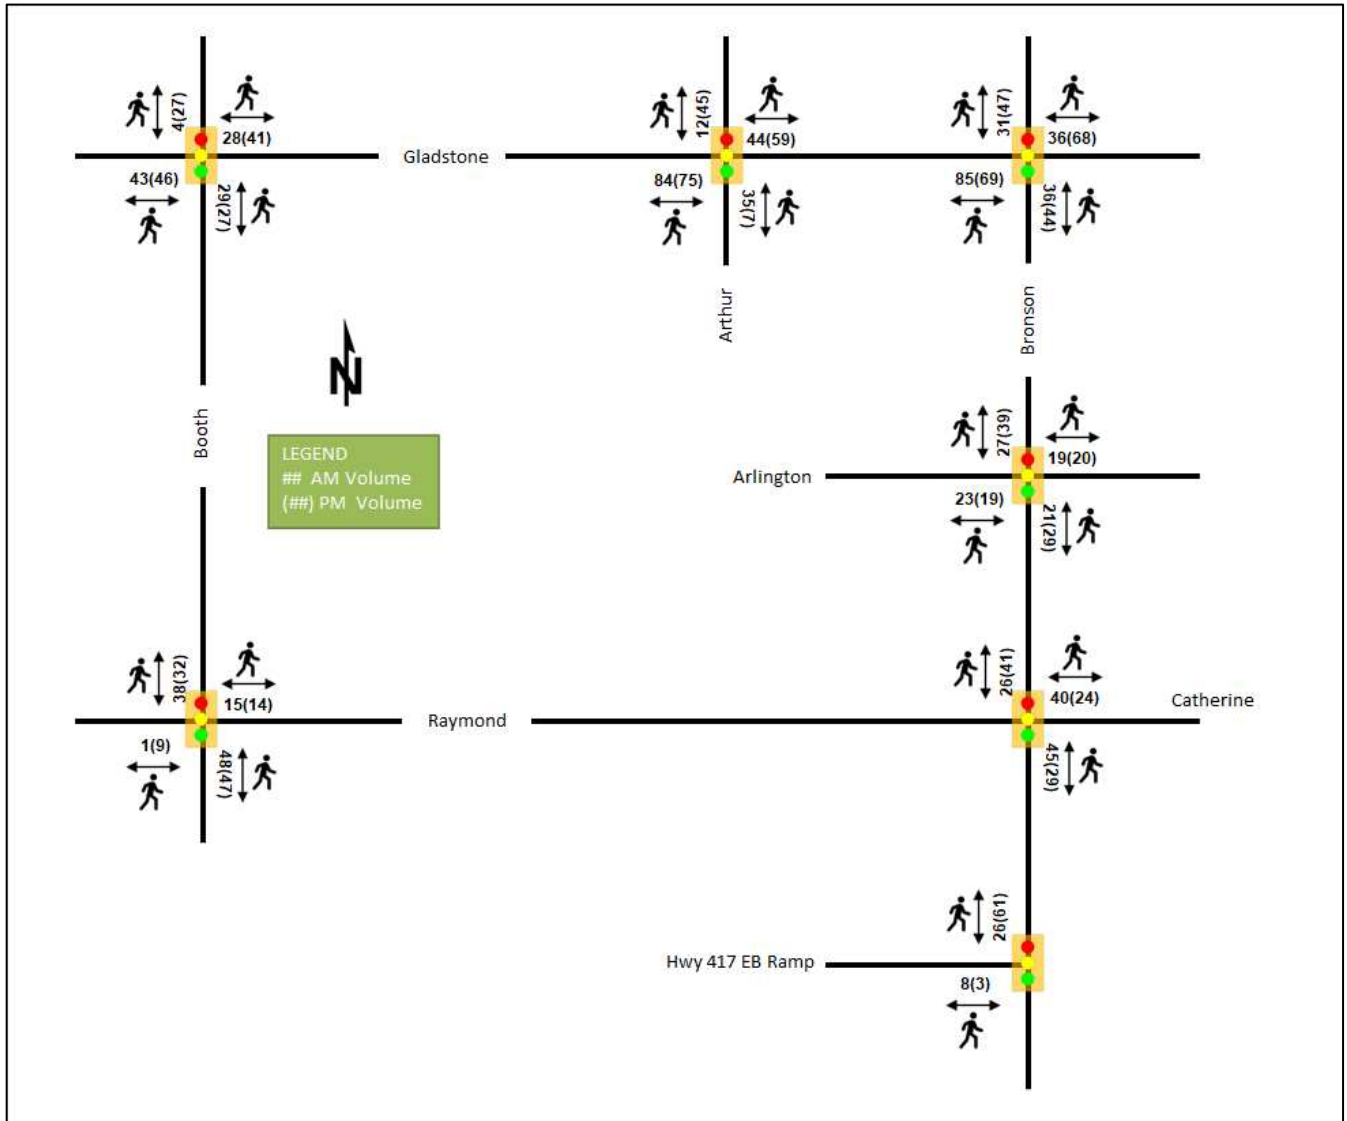 4(27)
28(41)
12(45)
44(59)
31(47)
36(68)
Gladstone
43(46)
29(27)
84(75)
35(7)
85(69)
36(44)
Arthur
Bronson
N
Booth
LEGEND
## AM Volume
(##) PM Volume
27(39)
19(20)
Arlington
23(19)
21(29)
38(32)
15(14)
26(41)
40(24)
Catherine
Raymond
1(9)
48(47)
45(29)
26(61)
Hwy 417 EB Ramp
8(3)